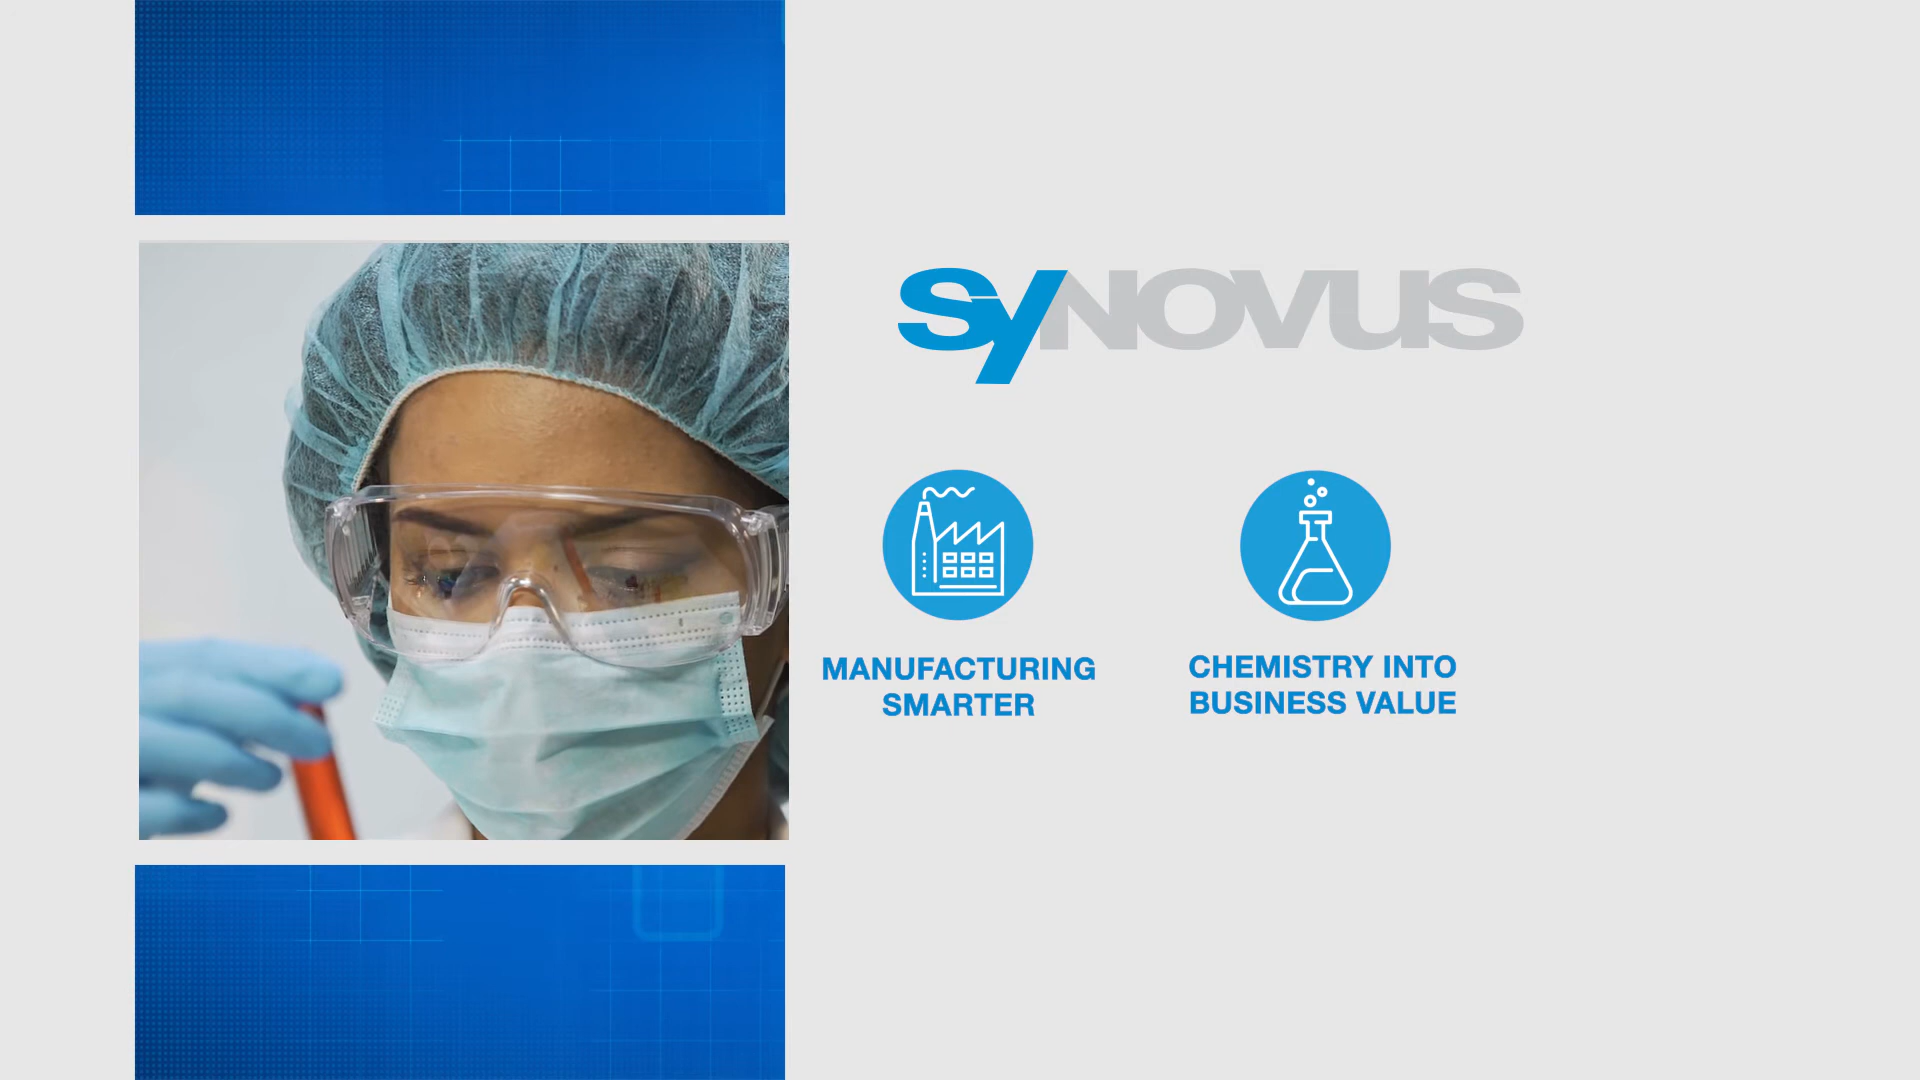 SyNOVUS
MANUFACTURING
SMARTER
CHEMISTRY INTO
BUSINESS VALUE